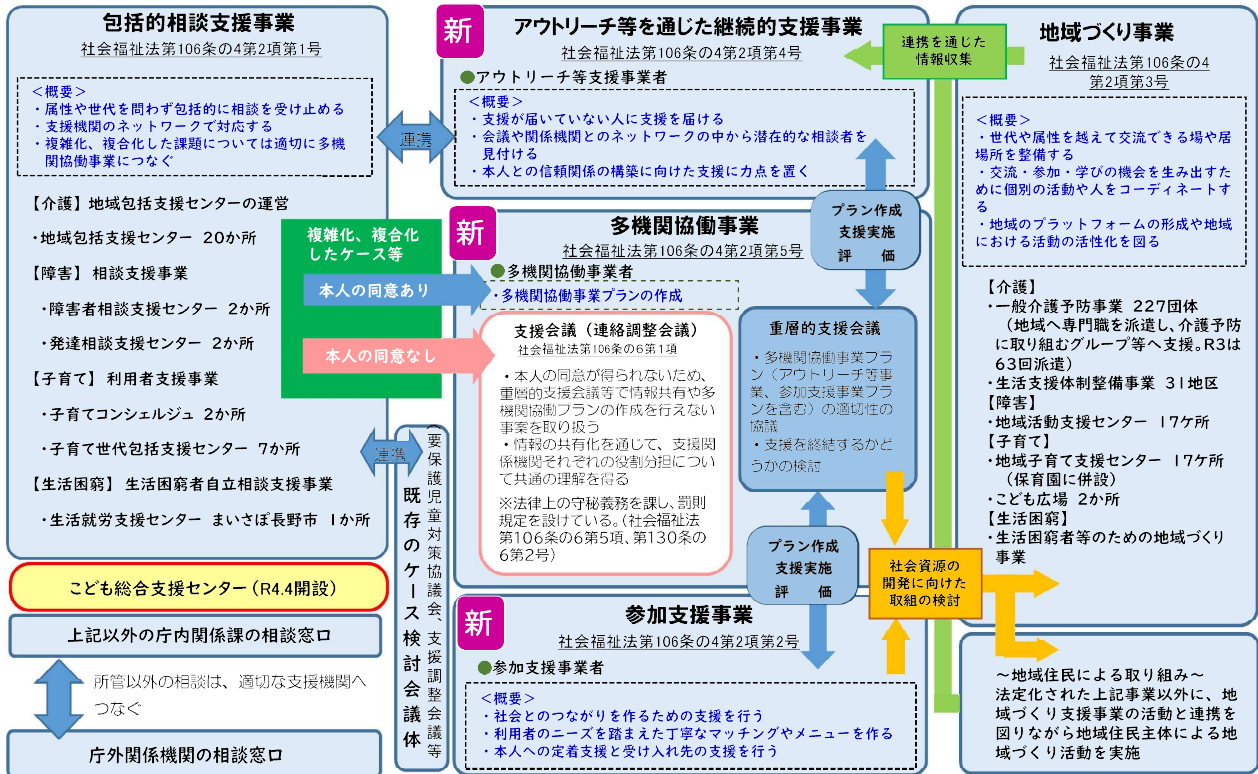 包括的相談支援事業
社会福祉法第106条の4第2項第1号
<概要>
・属性や世代を問わず包括的に相談を受け止める
・支援機関のネットワークで対応する
・複雑化、複合化した課題については適切に多機
関協働事業につなぐ
【介護】地域包括支援センターの運営
・地域包括支援センター 20か所
【障害】相談支援事業
・障害者相談支援センター 2か所
・発達相談支援センター 2か所
【子育て】利用者支援事業
・子育てコンシェルジュ 2か所
・子育て世代包括支援センター 7か所
【生活困窮】生活困窮者自立相談支援事業
・生活就労支援センター まいさぽ長野市 1か所
こども総合支援センター(R4.4開設)
上記以外の庁内関係課の相談窓口
所管以外の相談は、適切な支援機関へ
つなぐ
庁外関係機関の相談窓口
連携
連携
複雑化、複合化
したケース等
本人の同意あり
本人の同意なし
既存のケース検討会議体
(要保護児童対策協議会、支援調整会議等
新
アウトリーチ等を通じた継続的支援事業
社会福祉法第106条の4第2項第4号
●アウトリーチ等支援事業者
<概要>
・支援が届いていない人に支援を届ける
・会議や関係機関とのネットワークの中から潜在的な相談者を
見付ける
・本人との信頼関係の構築に向けた支援に力点を置く
新
多機関協働事業
社会福祉法第106条の4第2項第5号
●多機関協働事業者
・多機関協働事業プランの作成
支援会議(連絡調整会議)
社会福祉法第106条の6第1項
・本人の同意が得られないため、
重層的支援会議等で情報共有や多
機関協働プランの作成を行えない
事案を取り扱う
・情報の共有化を通じて、支援関
係機関それぞれの役割分担につい
て共通の理解を得る
※法律上の守秘義務を課し、罰則
規定を設けている。(社会福祉法
第106条の6第5項、第130条の
6第2号)
プラン作成
支援実施
評　価
重層的支援会議
・多機関協働事業プラ
ン(アウトリーチ等事
業、参加支援事業プラ
ンを含む)の適切性の
協議
・支援を終結するかど
うかの検討
プラン作成
支援実施
評　価
新
参加支援事業
社会福祉法第106条の4第2項第2号
●参加支援事業者
<概要>
・社会とのつながりを作るための支援を行う
・利用者のニーズを踏まえた丁寧なマッチングやメニューを作る
・本人への定着支援と受け入れ先の支援を行う
連携を通じた
情報収集
社会資源の
開発に向けた
取組の検討
地域づくり事業
社会福祉法第106条の4
第2項第3号
<概要>
・世代や属性を越えて交流できる場や居
場所を整備する
・交流・参加・学びの機会を生み出す
ために個別の活動や人をコーディネートす
る
・地域のプラットフォームの形成や地域
における活動の活性化を図る
【介護】
・一般介護予防事業 227団体
(地域へ専門職を派遣し、介護予防
に取り組むグループ等へ支援。R3は
63回派遣)
・生活支援体制整備事業 31地区
【障害】
・地域活動支援センター 17ケ所
【子育て】
・地域子育て支援センター 17ケ所
(保育園に併設)
・こども広場 2か所
【生活困窮】
・生活困窮者等のための地域づくり
事業
～地域住民による取り組み～
法定化された上記事業以外に、地
域づくり支援事業の活動と連携を
図りながら地域住民主体による地
域づくり活動を実施